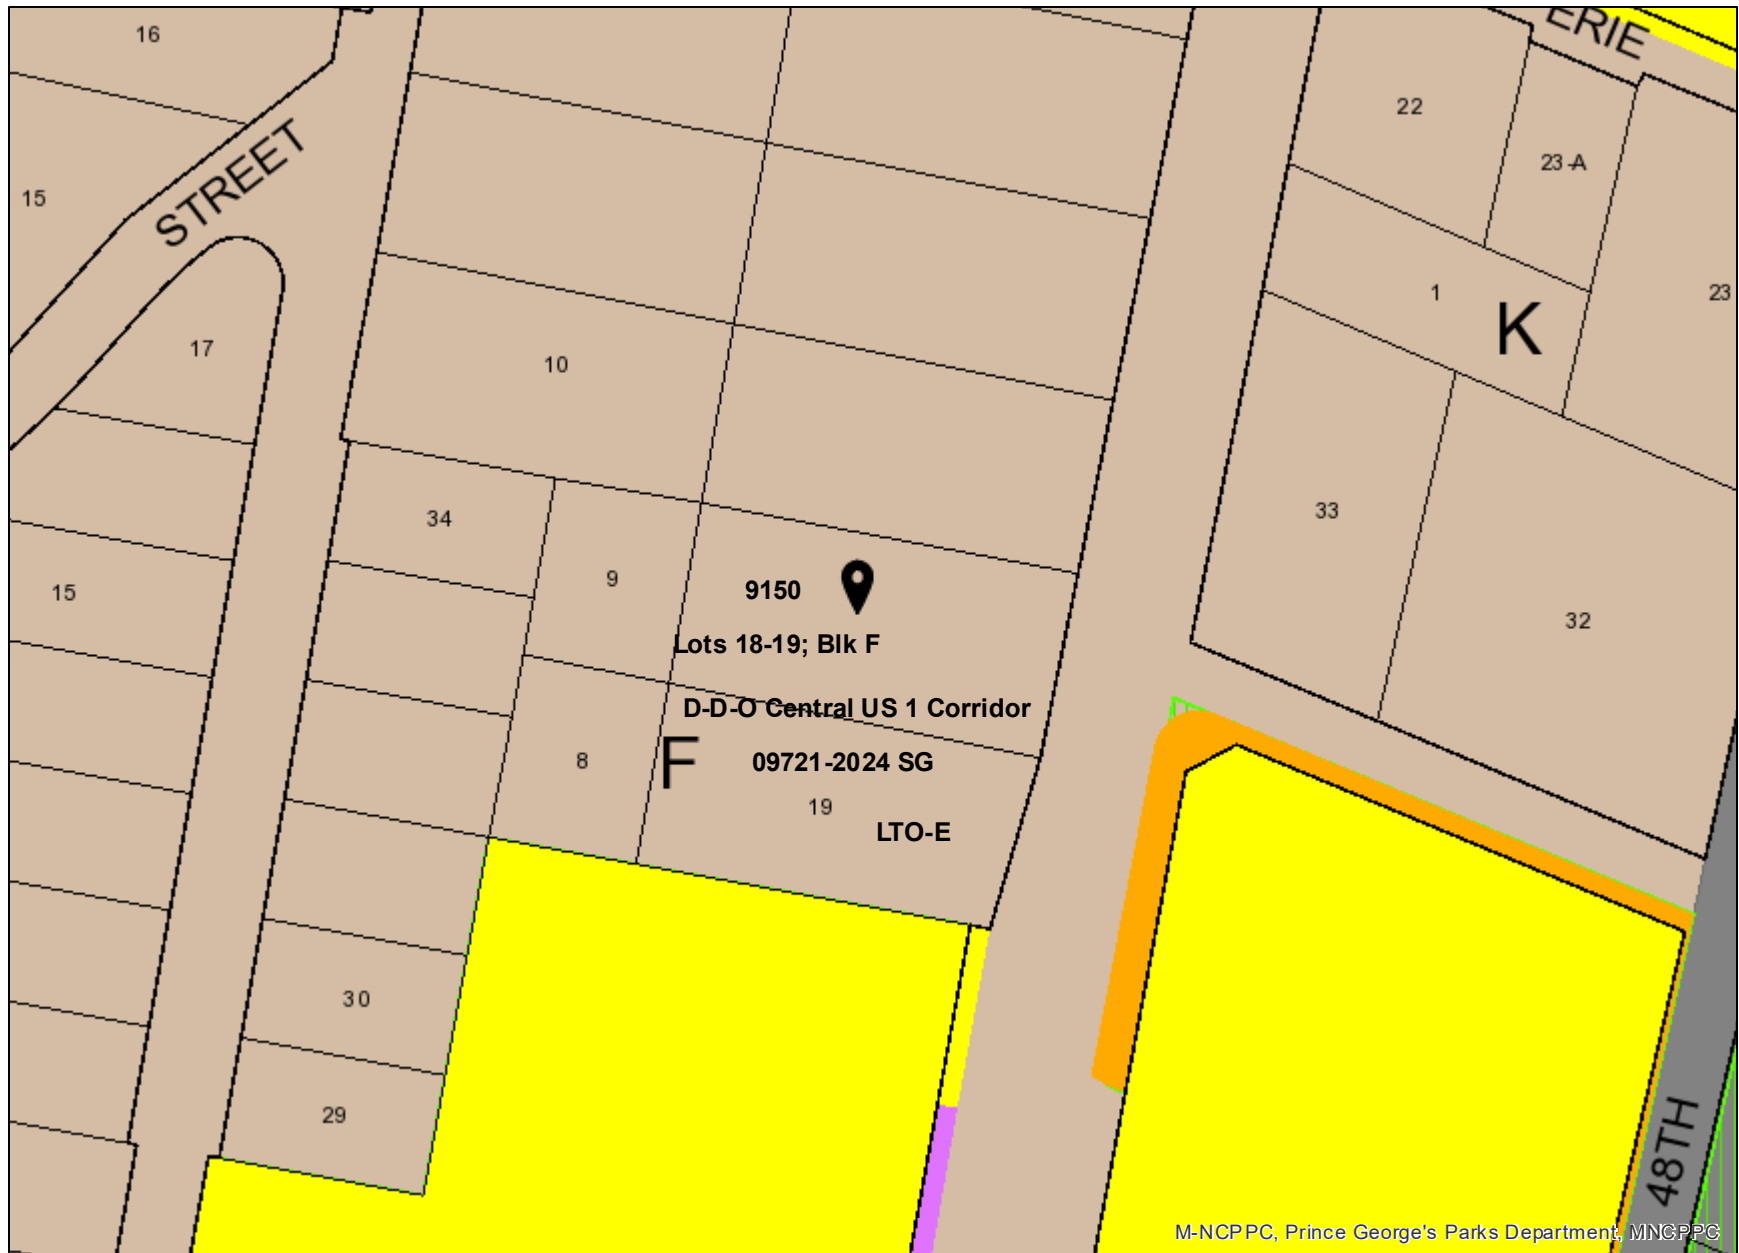 16
ERIE
22
STREET
23-A
15
1
K
23
17
10
33
34
9
9150
15
32
Lots 18-19; Blk F
D-D-O Central US 1 Corridor
8
F
09721-2024 SG
19
LTO-E
30
29
48TH
M-NCPPC, Prince George's Parks Department, MNCPPC